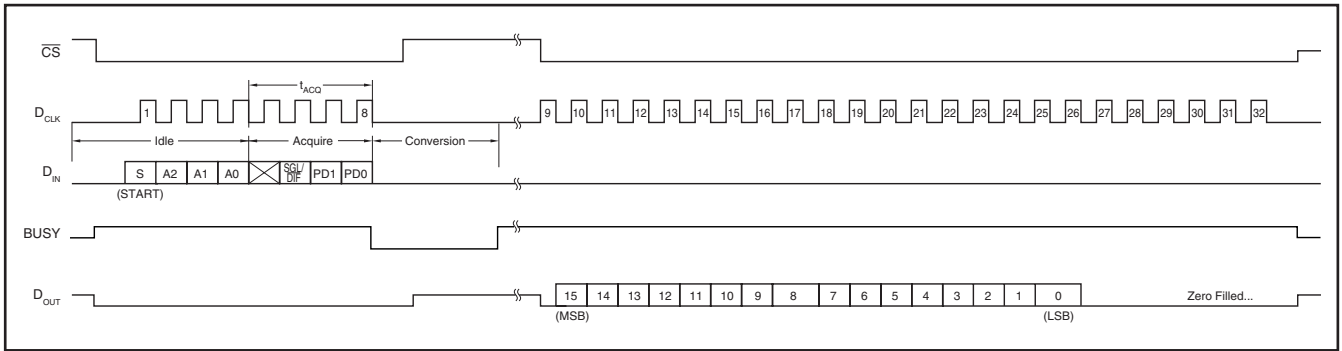 CS
tACQ
DCLK 1 8 9 10 11 12 13 14 15 16 17 18 19 20 21 22 23 24 25 26 27 28 29 30 31 32
Idle Acquire Conversion
DIN S A2 A1 A0 SGL/DIF PD1 PD0
(START)
BUSY
DOUT 15 14 13 12 11 10 9 8 7 6 5 4 3 2 1 0 Zero Filled...
(MSB) (LSB)